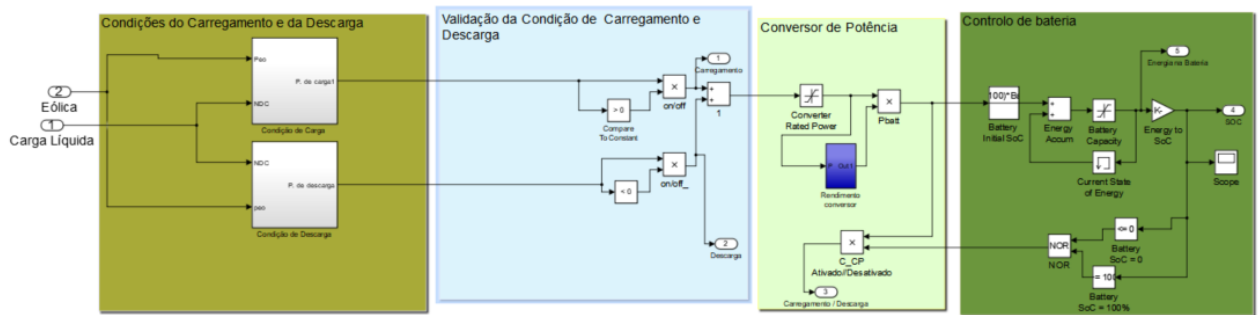 Condições do Carregamento e da Descarga
2
Eólica
1
Carga Líquida
Peo
NDC
P. de carga1
Condição de Carga
NDC
peo
P. de descarga
Condição de Descarga
Validação da Condição de Carregamento e
Descarga
> 0
Compare
To Constant
×
on/off
1
Carregamento
+
+
1
< 0
×
on/off_
2
Descarga
Conversor de Potência
Converter
Rated Power
×
Pbatt
P
Out1
Rendimento
conversor
×
C_CP
Ativado/Desativado
3
Carregamento / Descarga
Controlo de bateria
5
Energia na Bateria
100)*Ba
Battery
Initial SoC
+
+
Energy
Accum
Battery
Capacity
K-
Energy to
SoC
4
SOC
Current State
of Energy
Scope
NOR
NOR
<= 0
Battery
SoC = 0
= 100
Battery
SoC = 100%